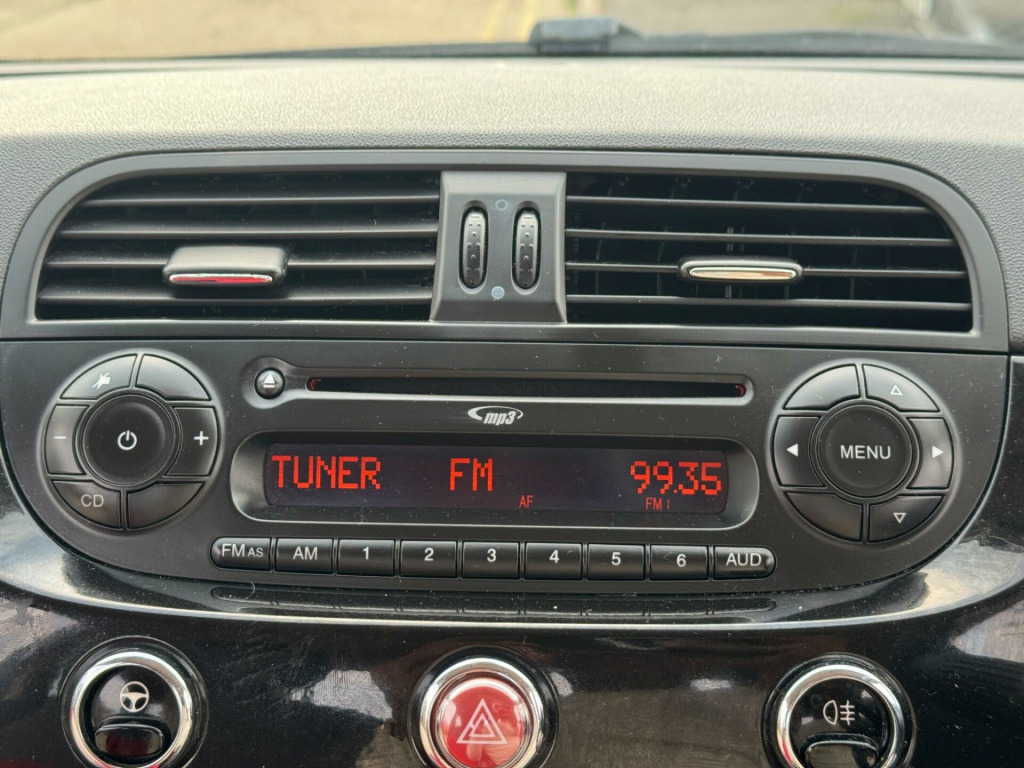 mp3
TUNER FM 99.35
AF FM1
CD
MENU
FM AS AM 1 2 3 4 5 6 AUD